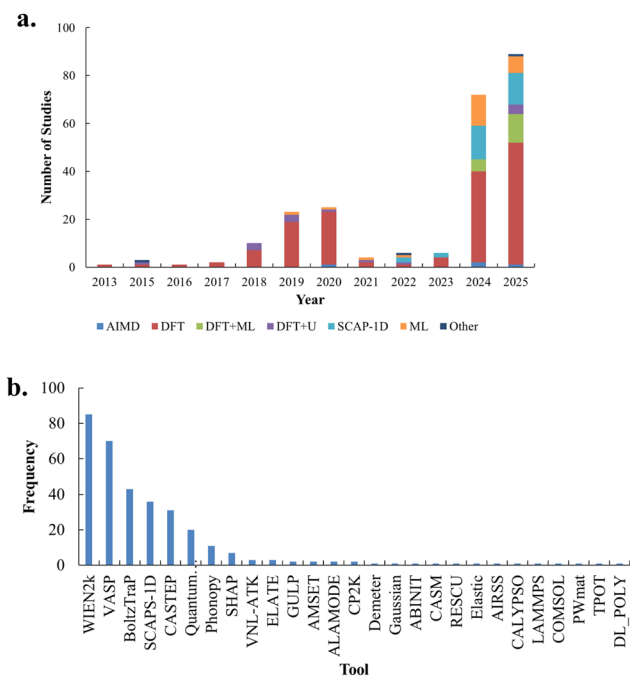 a.
100
80
60
40
20
0
Number of Studies
2013 2015 2016 2017 2018 2019 2020 2021 2022 2023 2024 2025
Year
AIMD DFT DFT+ML DFT+U SCAP-1D ML Other
b.
100
80
60
40
20
0
Frequency
WIEN2k
VASP
BoltzTraP
SCAPS-1D
CASTEP
Quantum…
Phonopy
SHAP
VNL-ATK
ELATE
GULP
AMSET
ALAMODE
CP2K
Demeter
Gaussian
ABINIT
CASM
RESCU
Elastic
AIRSS
CALYPSO
LAMMPS
COMSOL
PWmat
TPOT
DL_POLY
Tool